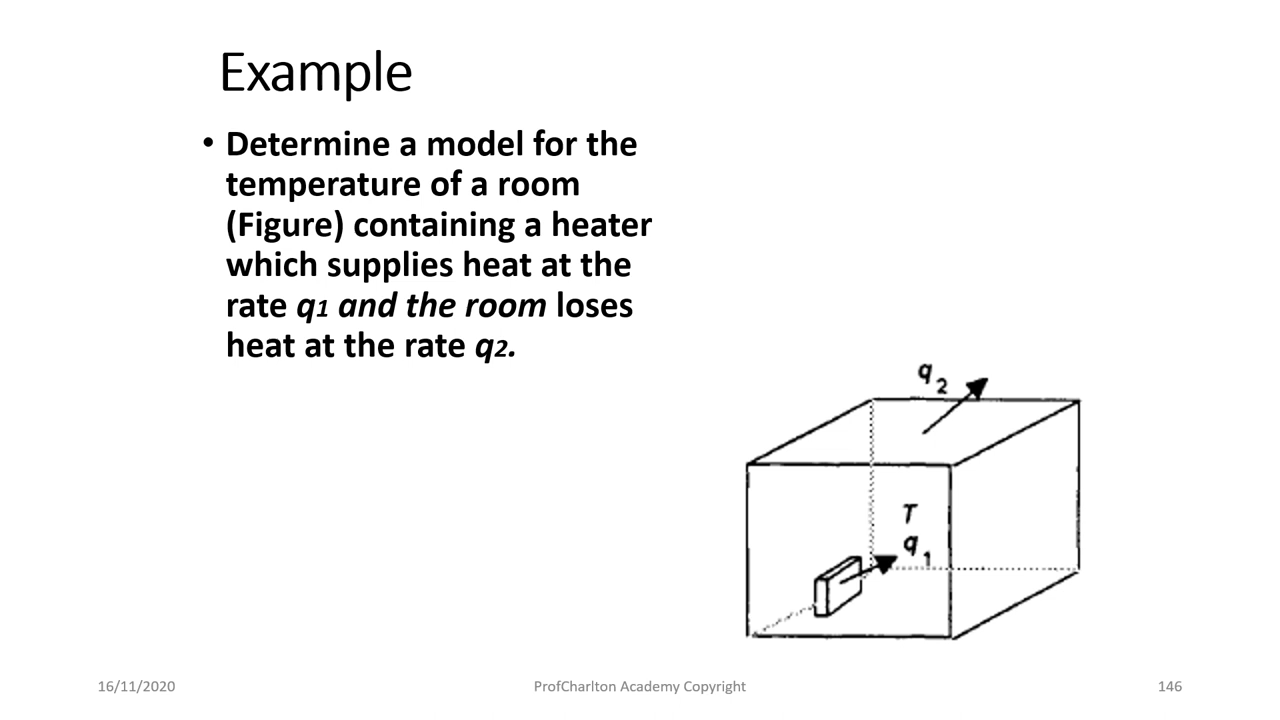 Example
• Determine a model for the
temperature of a room
(Figure) containing a heater
which supplies heat at the
rate q1 and the room loses
heat at the rate q2.
q2
T
q1
16/11/2020
ProfCharlton Academy Copyright
146